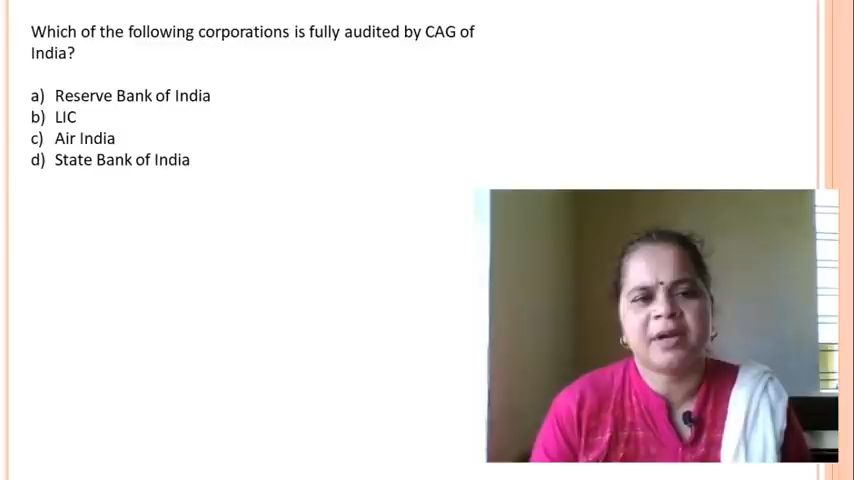 Which of the following corporations is fully audited by CAG of
India?
a) Reserve Bank of India
b) LIC
c) Air India
d) State Bank of India